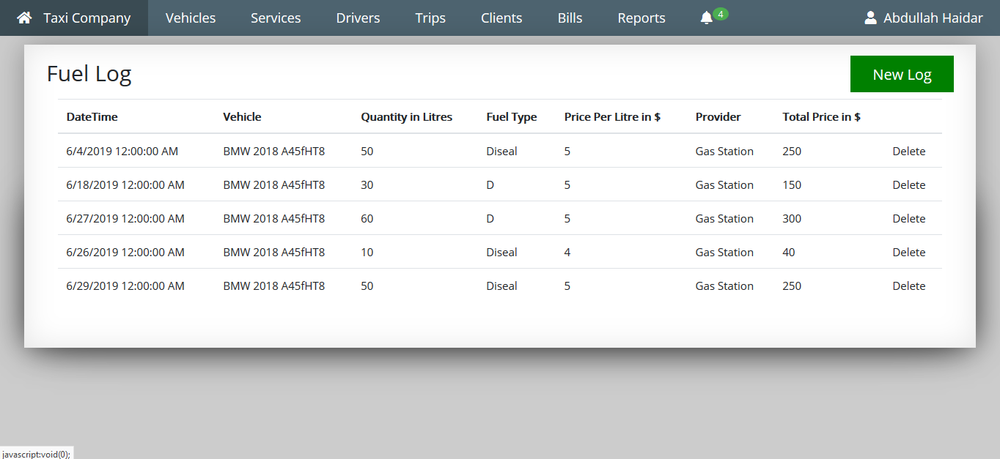 Taxi Company Vehicles Services Drivers Trips Clients Bills Reports 4 Abdullah Haidar
Fuel Log New Log
DateTime Vehicle Quantity in Litres Fuel Type Price Per Litre in $ Provider Total Price in $
6/4/2019 12:00:00 AM BMW 2018 A45fHT8 50 Diseal 5 Gas Station 250 Delete
6/18/2019 12:00:00 AM BMW 2018 A45fHT8 30 D 5 Gas Station 150 Delete
6/27/2019 12:00:00 AM BMW 2018 A45fHT8 60 D 5 Gas Station 300 Delete
6/26/2019 12:00:00 AM BMW 2018 A45fHT8 10 Diseal 4 Gas Station 40 Delete
6/29/2019 12:00:00 AM BMW 2018 A45fHT8 50 Diseal 5 Gas Station 250 Delete
javascript:void(0);